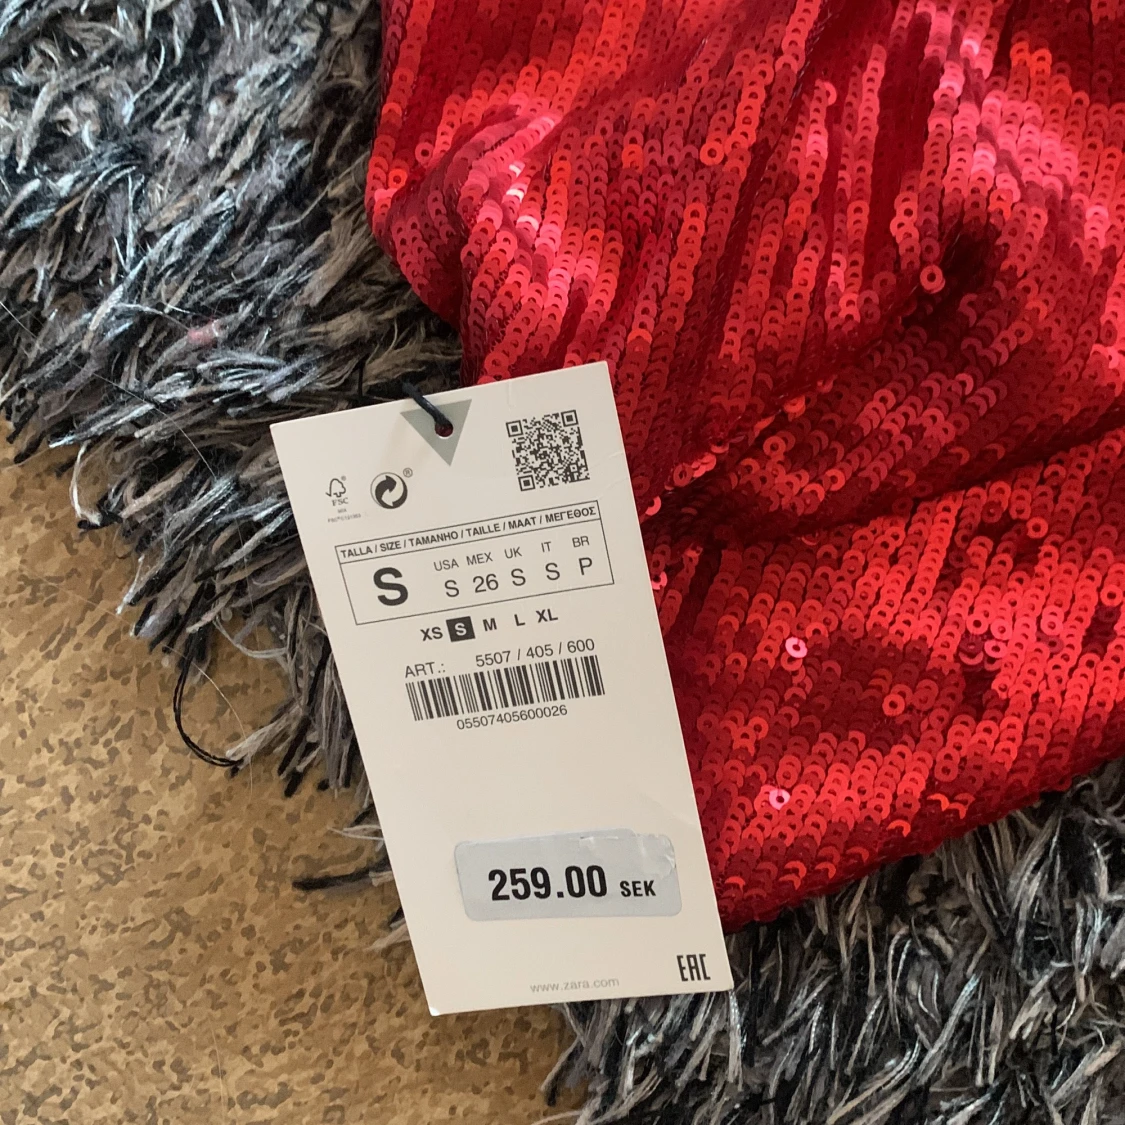 ®
FSC
TALLA / SIZE / TAMANHO / TAILLE / MAAT / ΜΕΓΕΘΟΣ
S
USA MEX UK IT BR
S 26 S S P
XS S M L XL
ART.: 5507 / 405 / 600
05507405600026
259.00 SEK
EAC
www.zara.com